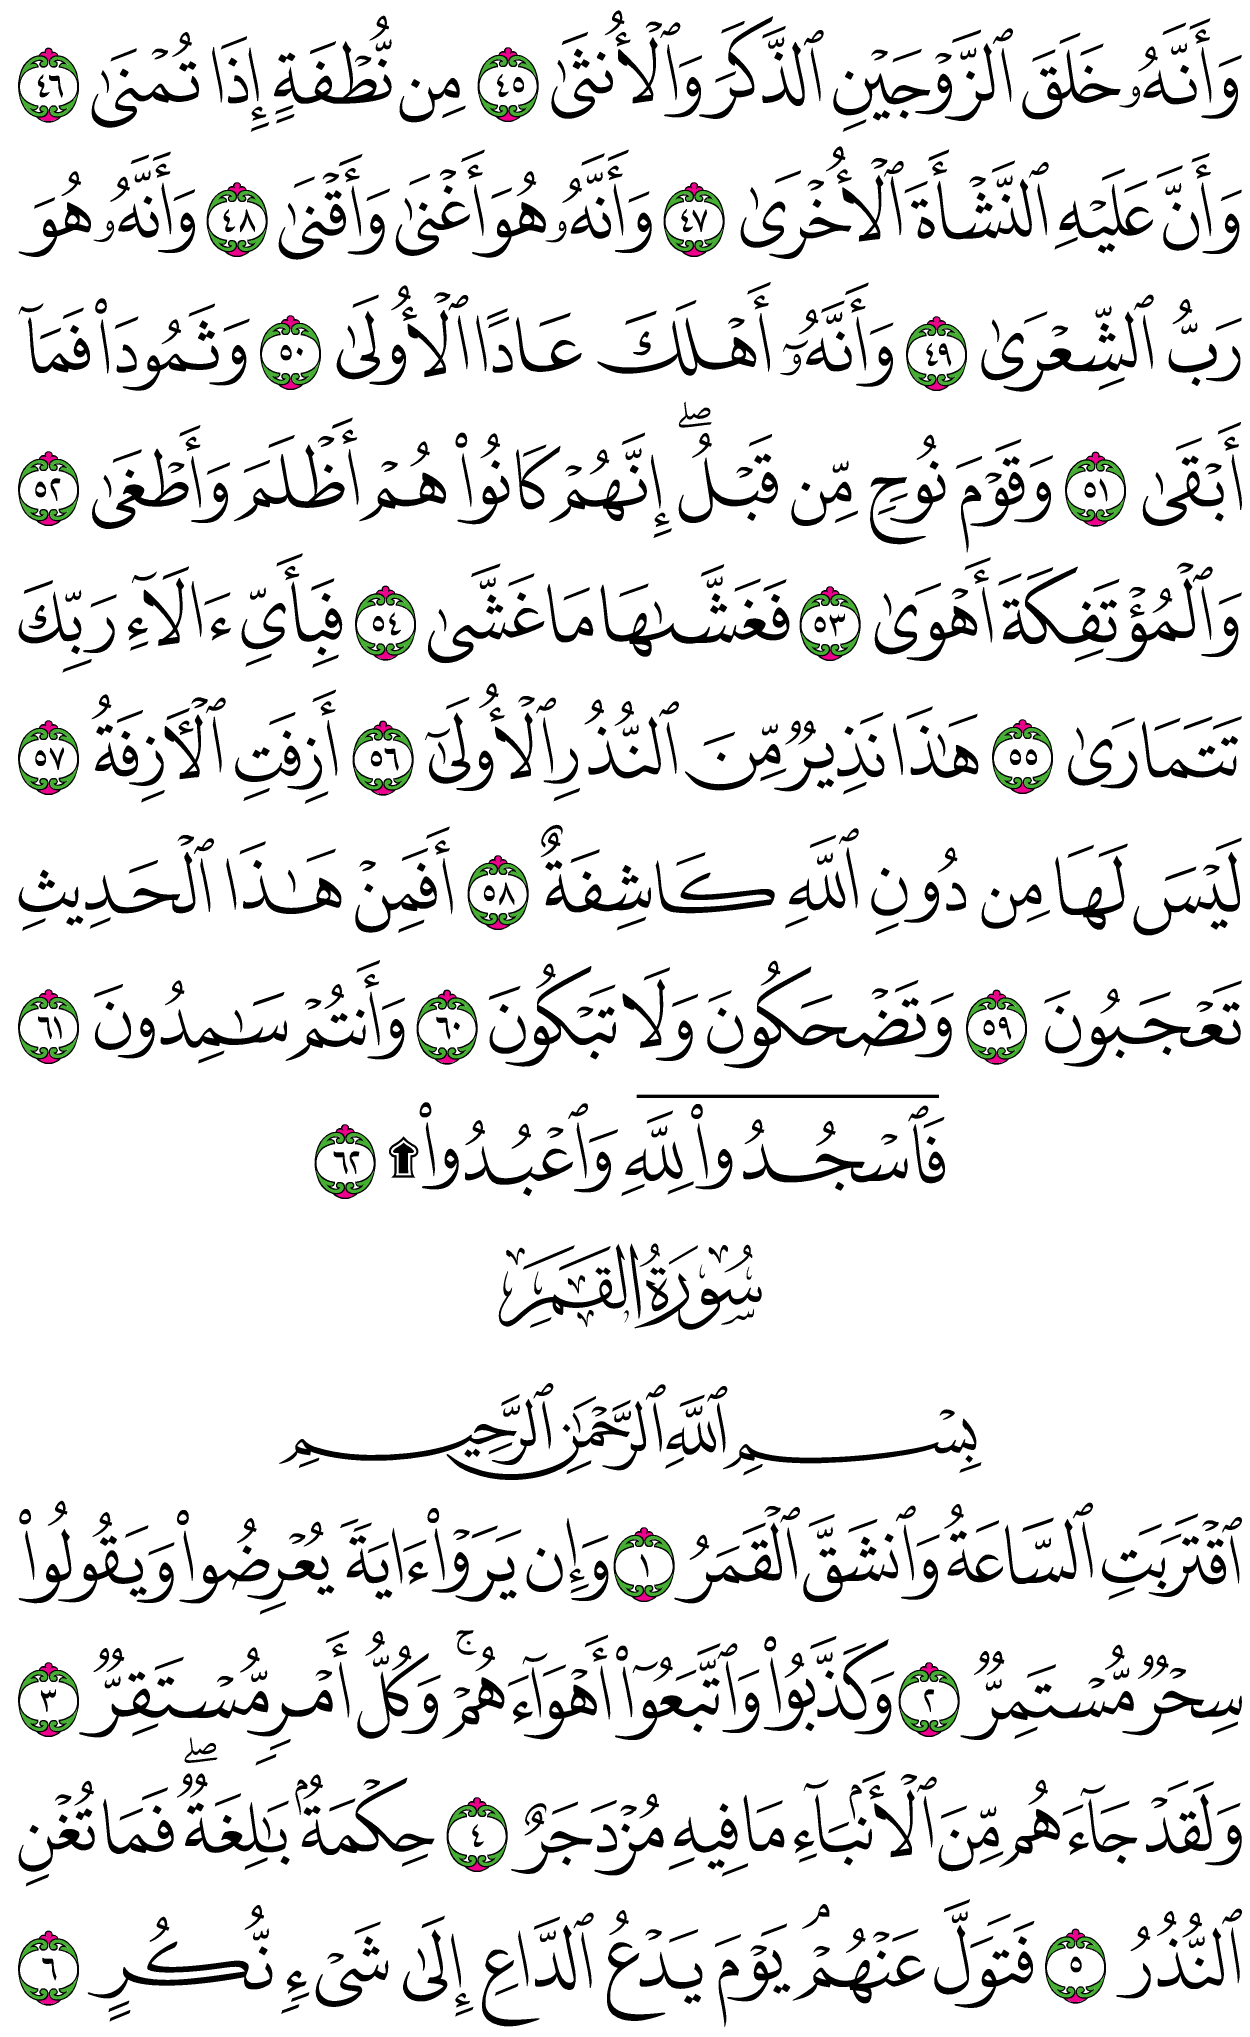 وَأَنَّهُۥ خَلَقَ ٱلزَّوْجَيْنِ ٱلذَّكَرَ وَٱلْأُنثَىٰ ٤٥ مِن نُّطْفَةٍ إِذَا تُمْنَىٰ ٤٦
وَأَنَّ عَلَيْهِ ٱلنَّشْأَةَ ٱلْأُخْرَىٰ ٤٧ وَأَنَّهُۥ هُوَ أَغْنَىٰ وَأَقْنَىٰ ٤٨ وَأَنَّهُۥ هُوَ
رَبُّ ٱلشِّعْرَىٰ ٤٩ وَأَنَّهُۥٓ أَهْلَكَ عَادًا ٱلْأُولَىٰ ٥٠ وَثَمُودَا۟ فَمَآ
أَبْقَىٰ ٥١ وَقَوْمَ نُوحٍ مِّن قَبْلُ ۖ إِنَّهُمْ كَانُوا۟ هُمْ أَظْلَمَ وَأَطْغَىٰ ٥٢
وَٱلْمُؤْتَفِكَةَ أَهْوَىٰ ٥٣ فَغَشَّىٰهَا مَا غَشَّىٰ ٥٤ فَبِأَىِّ ءَالَآءِ رَبِّكَ
تَتَمَارَىٰ ٥٥ هَٰذَا نَذِيرٌ مِّنَ ٱلنُّذُرِ ٱلْأُولَىٰٓ ٥٦ أَزِفَتِ ٱلْـَٔازِفَةُ ٥٧
لَيْسَ لَهَا مِن دُونِ ٱللَّهِ كَاشِفَةٌ ٥٨ أَفَمِنْ هَٰذَا ٱلْحَدِيثِ
تَعْجَبُونَ ٥٩ وَتَضْحَكُونَ وَلَا تَبْكُونَ ٦٠ وَأَنتُمْ سَٰمِدُونَ ٦١
فَٱسْجُدُوا۟ لِلَّهِ وَٱعْبُدُوا۟ ۩ ٦٢
سُورَةُ القَمَرِ
بِسْمِ ٱللَّهِ ٱلرَّحْمَٰنِ ٱلرَّحِيمِ
ٱقْتَرَبَتِ ٱلسَّاعَةُ وَٱنشَقَّ ٱلْقَمَرُ ١ وَإِن يَرَوْا۟ ءَايَةً يُعْرِضُوا۟ وَيَقُولُوا۟
سِحْرٌ مُّسْتَمِرٌّ ٢ وَكَذَّبُوا۟ وَٱتَّبَعُوٓا۟ أَهْوَآءَهُمْ ۚ وَكُلُّ أَمْرٍ مُّسْتَقِرٌّ ٣
وَلَقَدْ جَآءَهُم مِّنَ ٱلْأَنۢبَآءِ مَا فِيهِ مُزْدَجَرٌ ٤ حِكْمَةٌۢ بَٰلِغَةٌ ۖ فَمَا تُغْنِ
ٱلنُّذُرُ ٥ فَتَوَلَّ عَنْهُمْ ۘ يَوْمَ يَدْعُ ٱلدَّاعِ إِلَىٰ شَىْءٍ نُّكُرٍ ٦